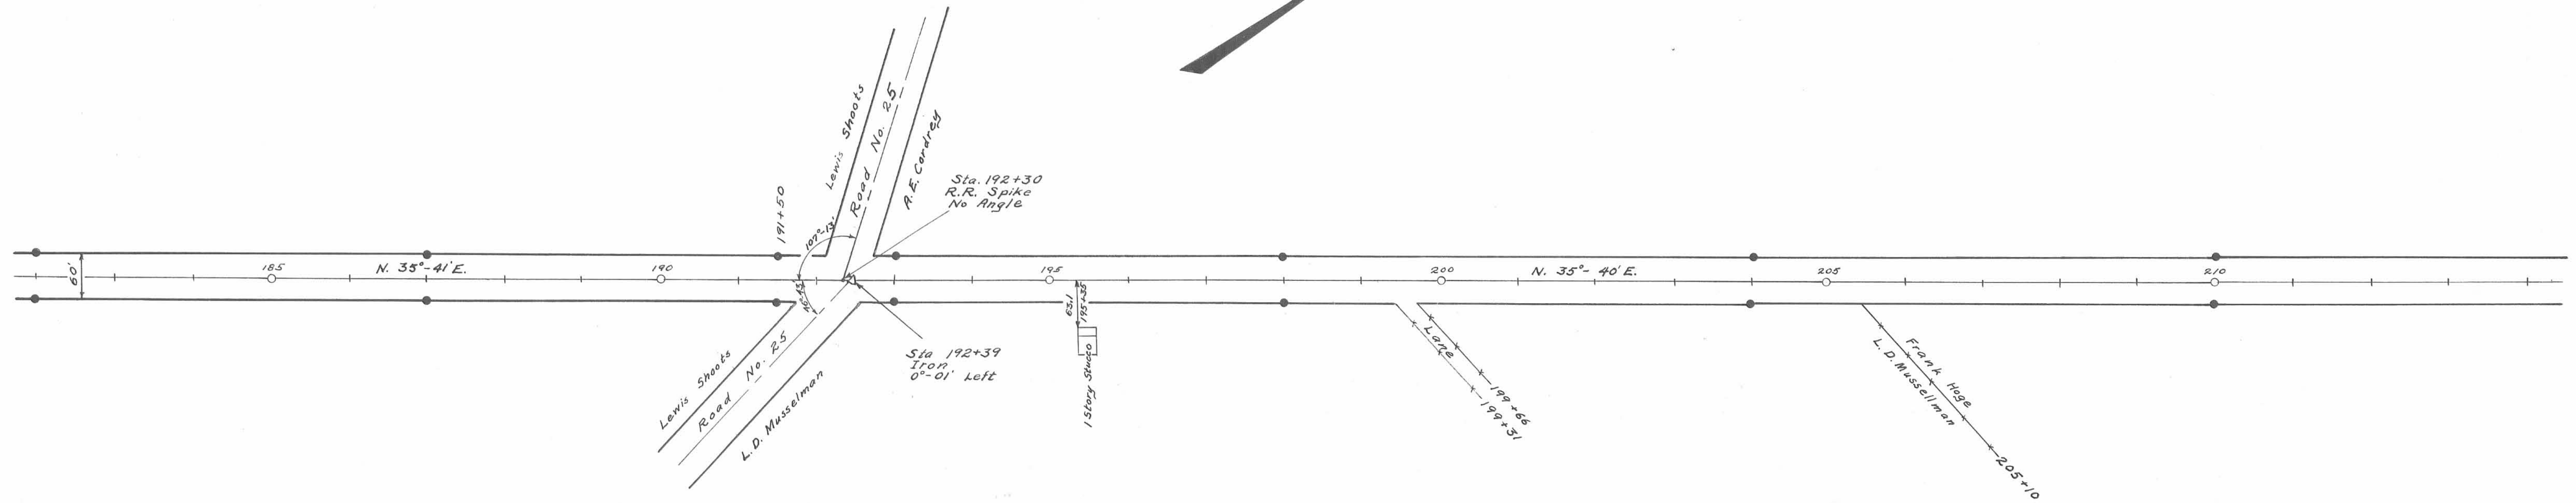 60'
185
N. 35°-41' E.
190
191+50
107°-13'
Lewis Shoots
Road No. 25
A. E. Cordrey
Sta. 192+30
R.R. Spike
No Angle
Lewis Shoots
Road No. 25
L. D. Musselman
Sta 192+39
Iron
0°-01' Left
195
63.1
195+35
1 Story Stucco
200
Lane
199+66
199+31
N. 35°- 40' E.
205
Frank Hoge
L. D. Mussellman
205+10
210